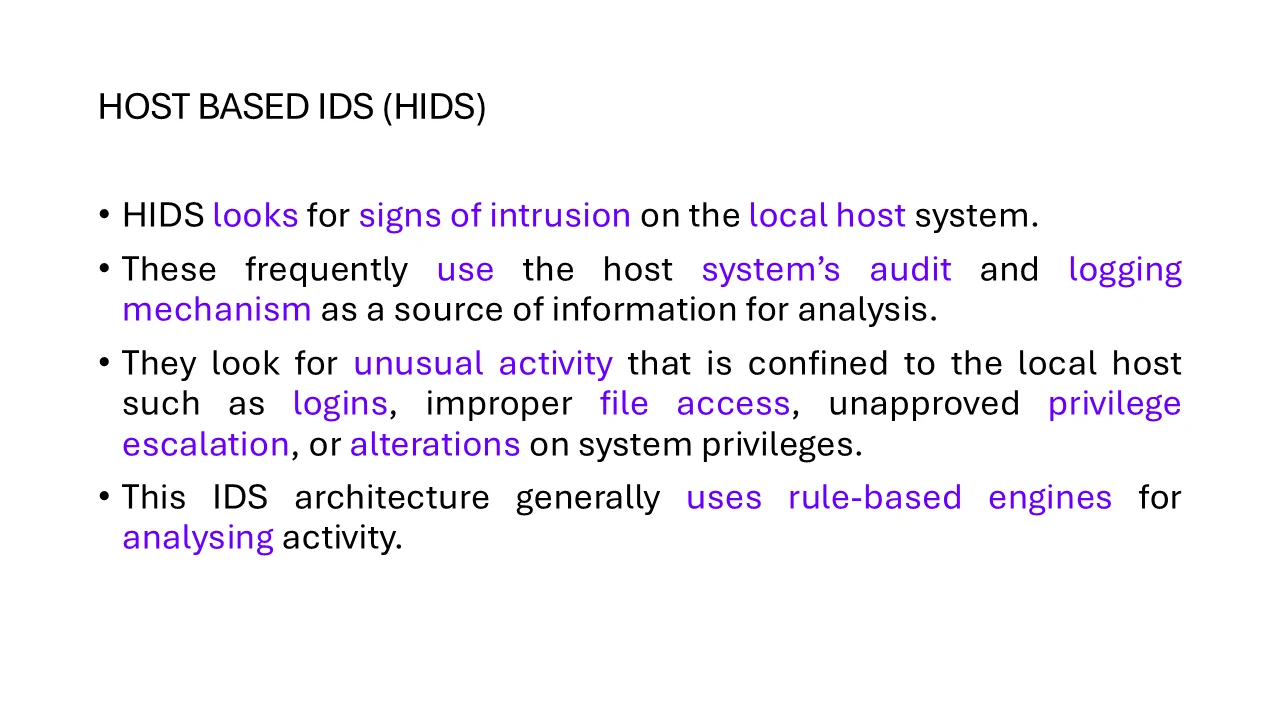 HOST BASED IDS (HIDS)
• HIDS looks for signs of intrusion on the local host system.
• These frequently use the host system’s audit and logging
mechanism as a source of information for analysis.
• They look for unusual activity that is confined to the local host
such as logins, improper file access, unapproved privilege
escalation, or alterations on system privileges.
• This IDS architecture generally uses rule-based engines for
analysing activity.